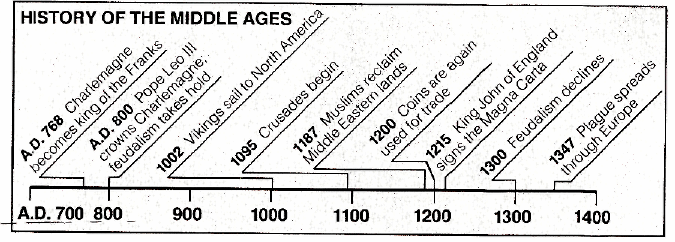 HISTORY OF THE MIDDLE AGES
A.D. 768 Charlemagne
becomes king of the Franks
A.D. 800 Pope Leo III
crowns Charlemagne;
feudalism takes hold
1002 Vikings sail to North America
1095 Crusades begin
1187 Muslims reclaim
Middle Eastern lands
1200 Coins are again
used for trade
1215 King John of England
signs the Magna Carta
1300 Feudalism declines
1347 Plague spreads
through Europe
A.D. 700 800 900 1000 1100 1200 1300 1400